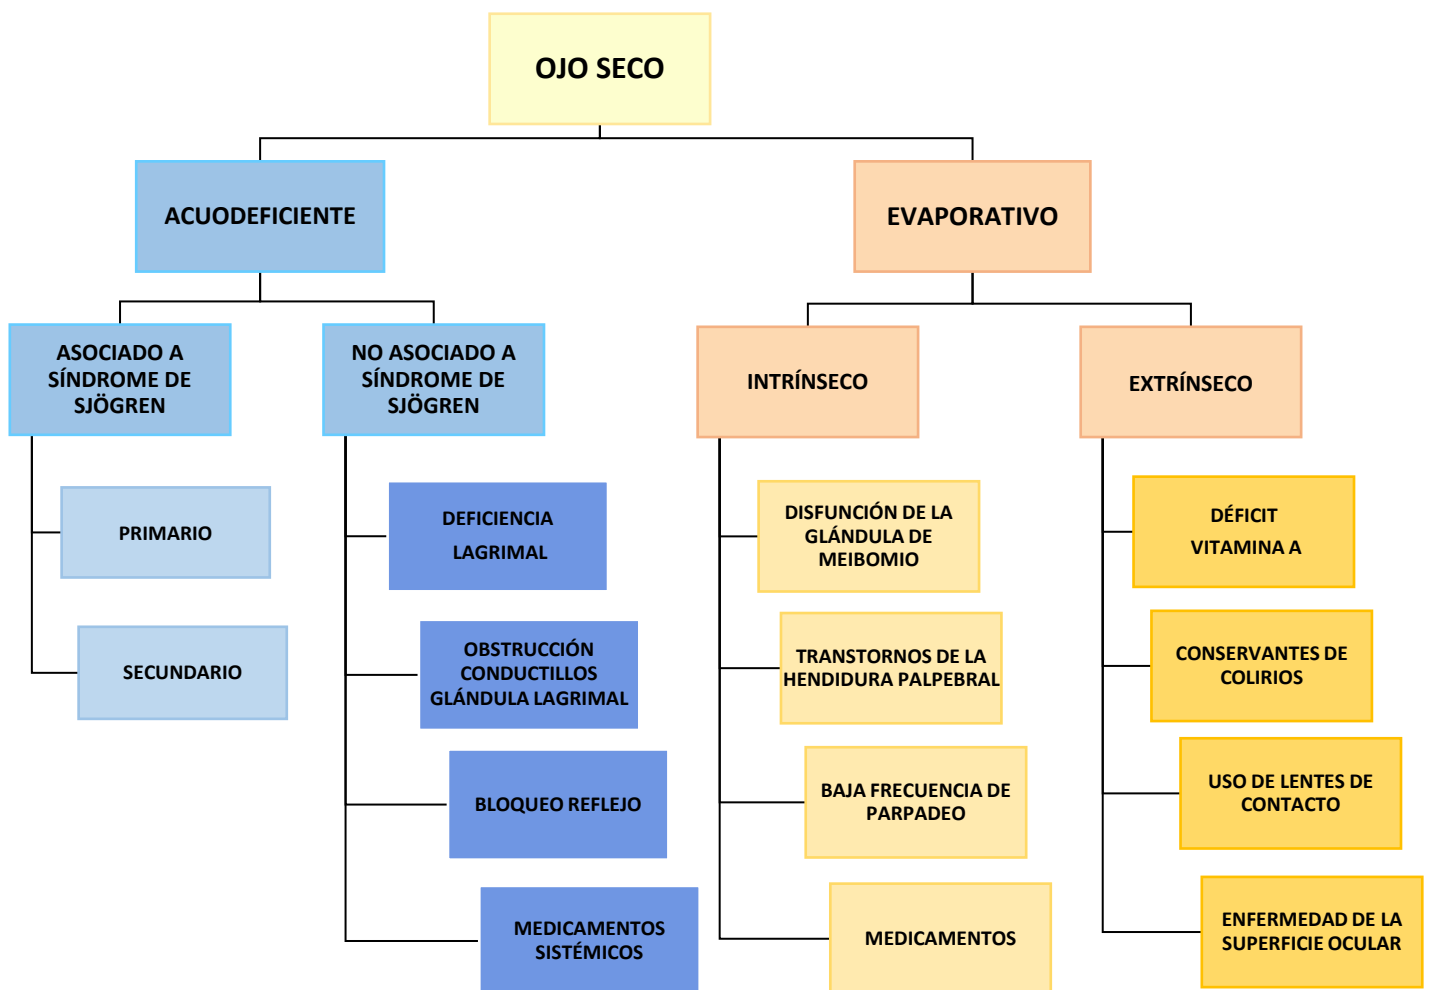 OJO SECO
ACUODEFICIENTE
EVAPORATIVO
ASOCIADO A
SÍNDROME DE
SJÖGREN
NO ASOCIADO A
SÍNDROME DE
SJÖGREN
INTRÍNSECO
EXTRÍNSECO
PRIMARIO
SECUNDARIO
DEFICIENCIA
LAGRIMAL
OBSTRUCCIÓN
CONDUCTILLOS
GLÁNDULA LAGRIMAL
BLOQUEO REFLEJO
MEDICAMENTOS
SISTÉMICOS
DISFUNCIÓN DE LA
GLÁNDULA DE
MEIBOMIO
TRANSTORNOS DE LA
HENDIDURA PALPEBRAL
BAJA FRECUENCIA DE
PARPADEO
MEDICAMENTOS
DÉFICIT
VITAMINA A
CONSERVANTES DE
COLIRIOS
USO DE LENTES DE
CONTACTO
ENFERMEDAD DE LA
SUPERFICIE OCULAR